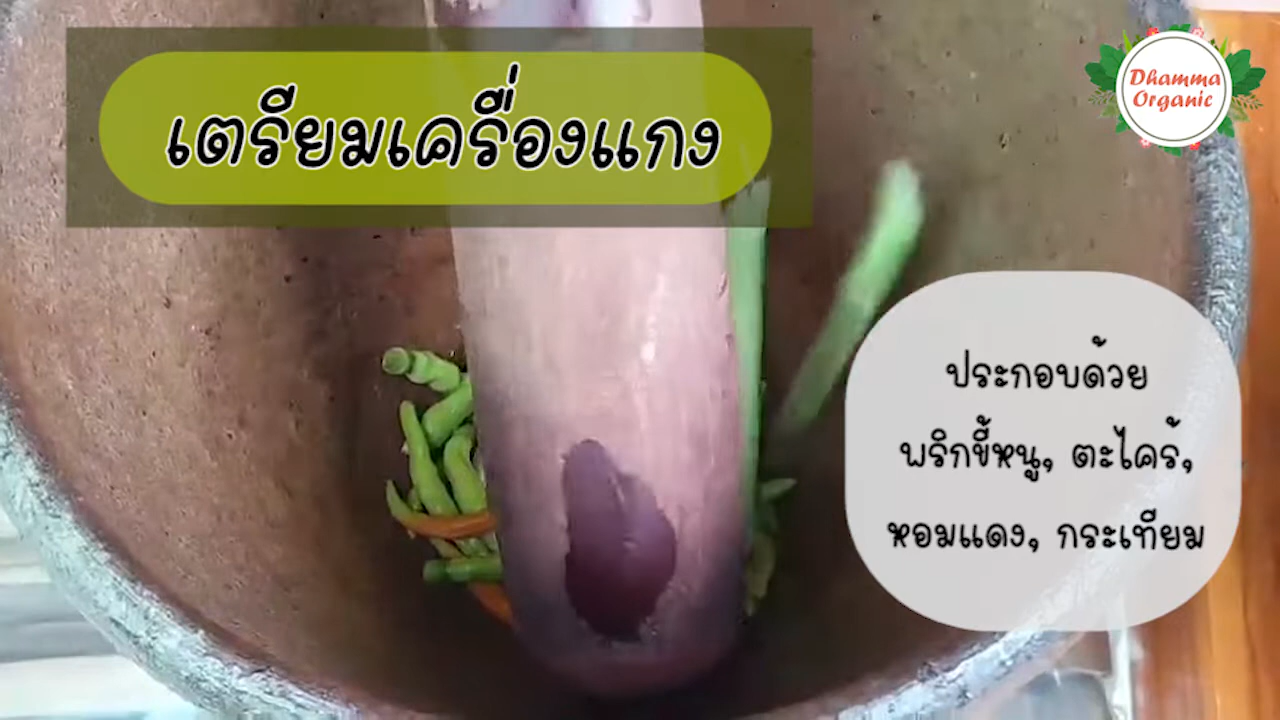 เตรียมเครื่องแกง
Dhamma
Organic
ประกอบด้วย
พริกขี้หนู, ตะไคร้,
หอมแดง, กระเทียม